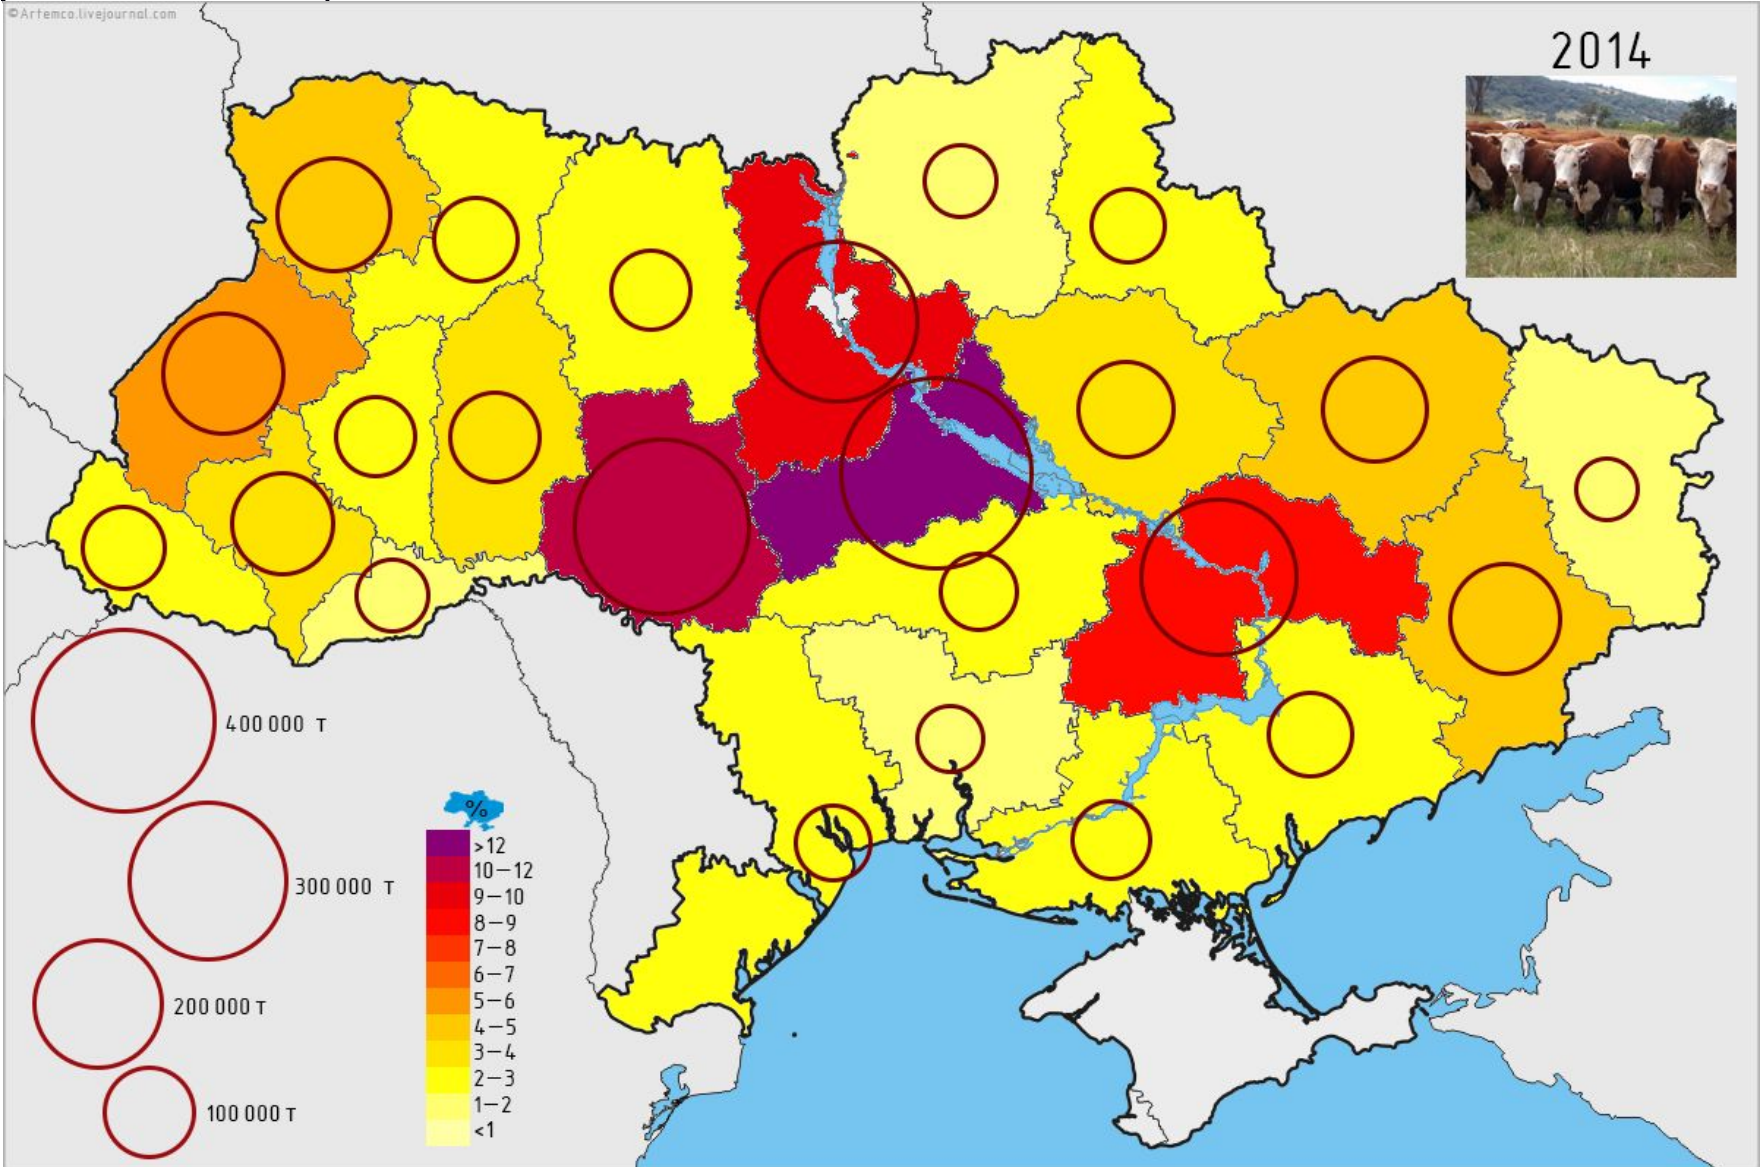 ©Artemco.livejournal.com
2014
400 000 т
300 000 т
200 000 т
100 000 т
%
>12
10–12
9–10
8–9
7–8
6–7
5–6
4–5
3–4
2–3
1–2
<1